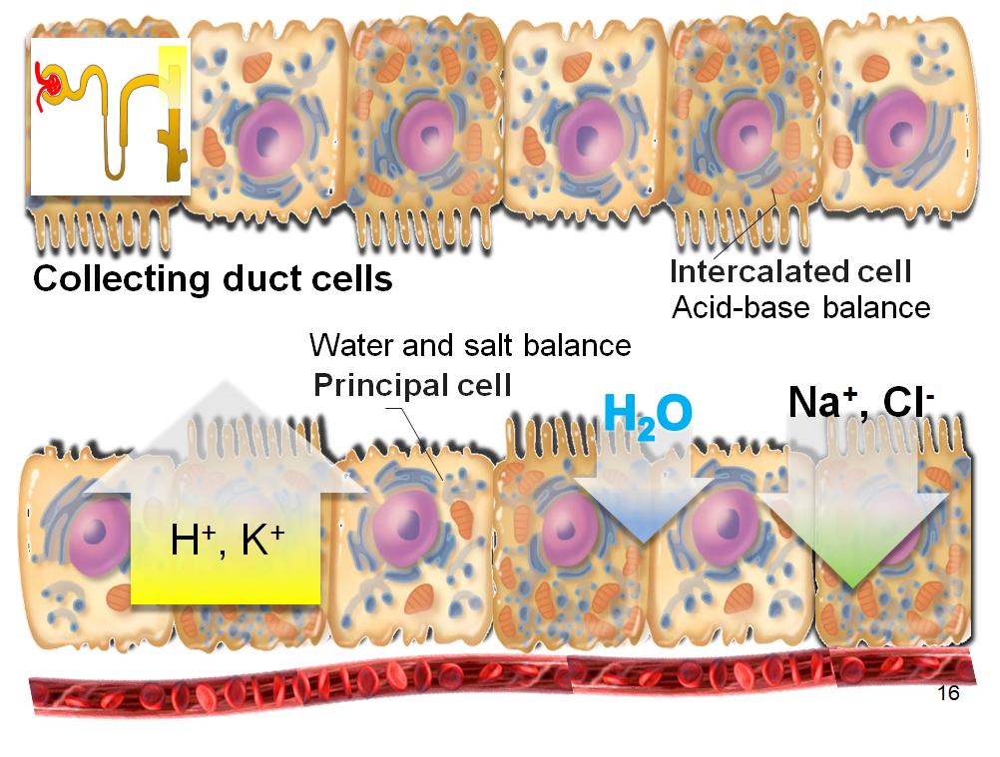 Collecting duct cells
Intercalated cell
Acid-base balance
Water and salt balance
Principal cell
H₂O
Na⁺, Cl⁻
H⁺, K⁺
16